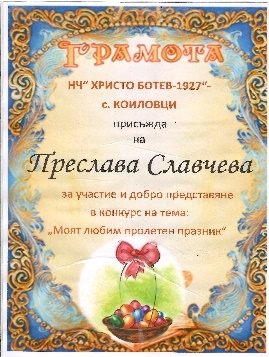 ГРАМОТА
НЧ" ХРИСТО БОТЕВ-1927"-
с. КОИЛОВЦИ
присъжда
на
Преслава Славчева
за участие и добро представяне
в конкурс на тема:
„Моят любим пролетен празник"